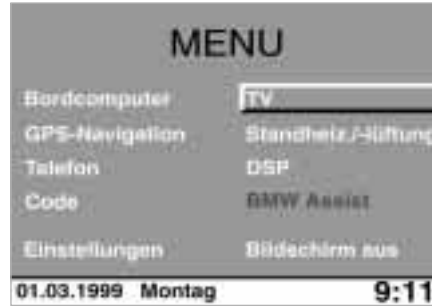 MENU
Bordcomputer TV
GPS-Navigation Standheiz./-lüftung
Telefon DSP
Code BMW Assist
Einstellungen Bildschirm aus
01.03.1999 Montag 9:11